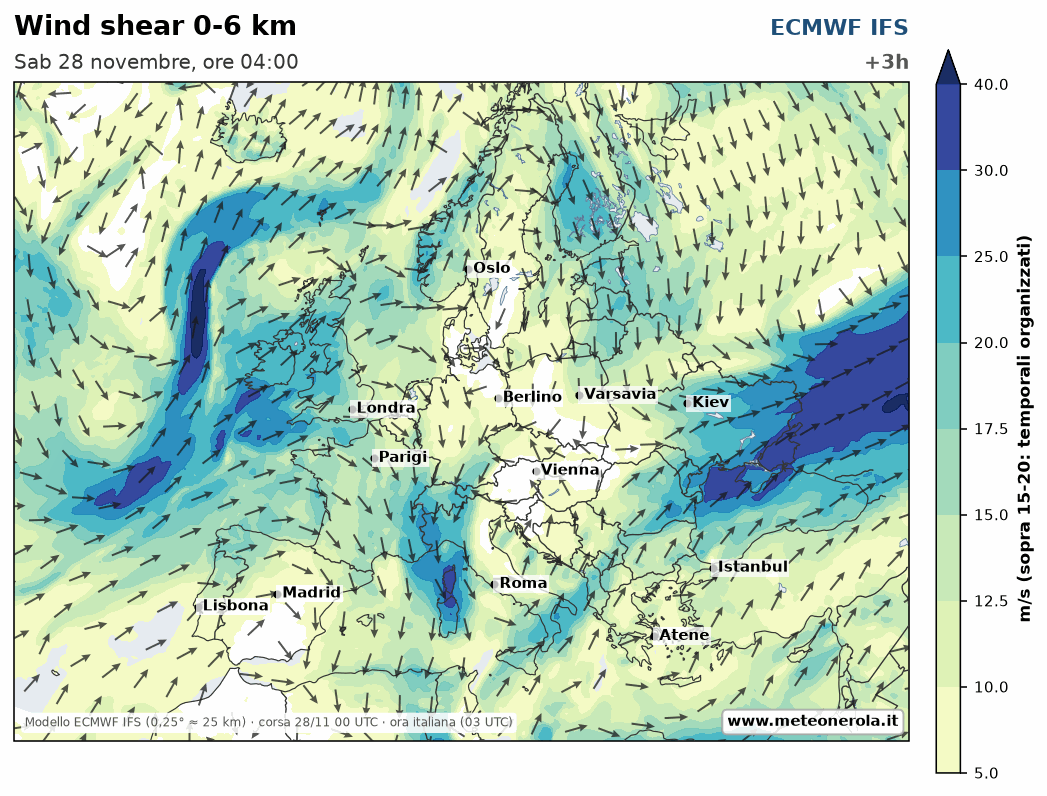 Wind shear 0-6 km
ECMWF IFS
Sab 28 novembre, ore 04:00
+3h
40.0
30.0
25.0
20.0
17.5
15.0
12.5
10.0
5.0
m/s (sopra 15-20: temporali organizzati)
Oslo
Berlino
Varsavia
Kiev
Londra
Parigi
Vienna
Istanbul
Roma
Madrid
Lisbona
Atene
Modello ECMWF IFS (0,25° ≈ 25 km) · corsa 28/11 00 UTC · ora italiana (03 UTC)
www.meteonerola.it